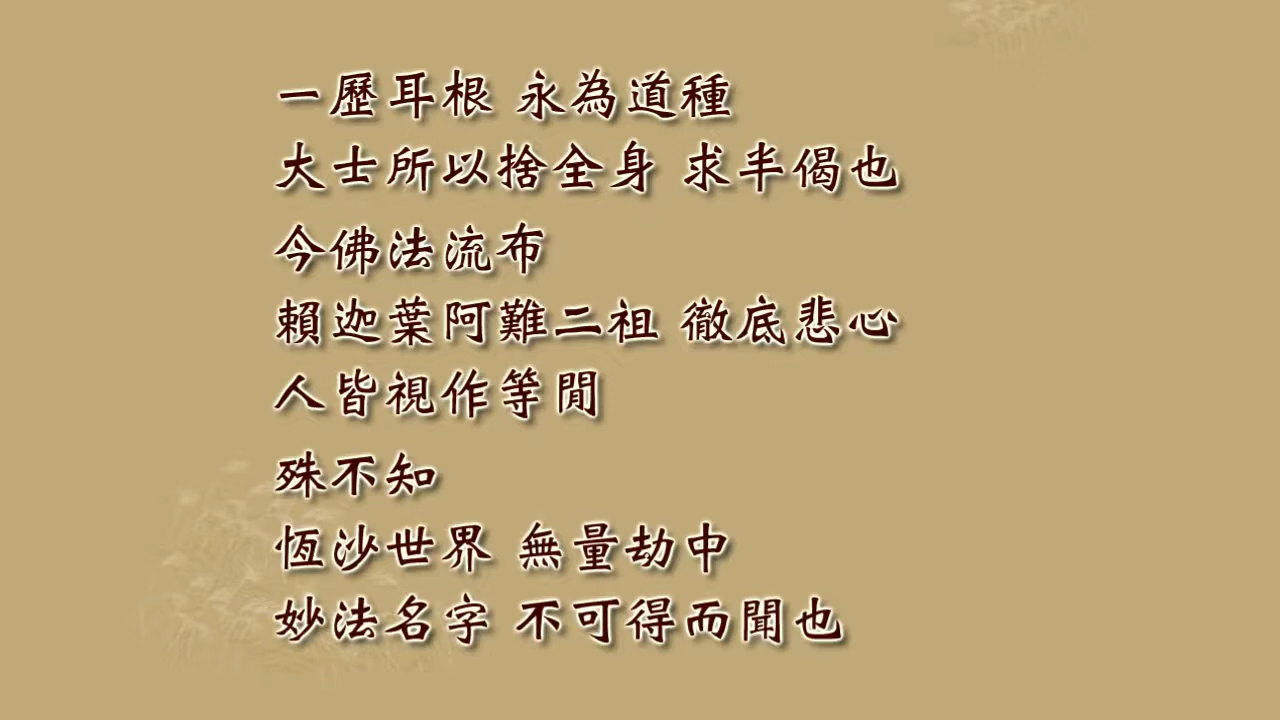 一歷耳根 永為道種
大士所以捨全身 求半偈也
今佛法流布
賴迦葉阿難二祖 徹底悲心
人皆視作等閒
殊不知
恆沙世界 無量劫中
妙法名字 不可得而聞也